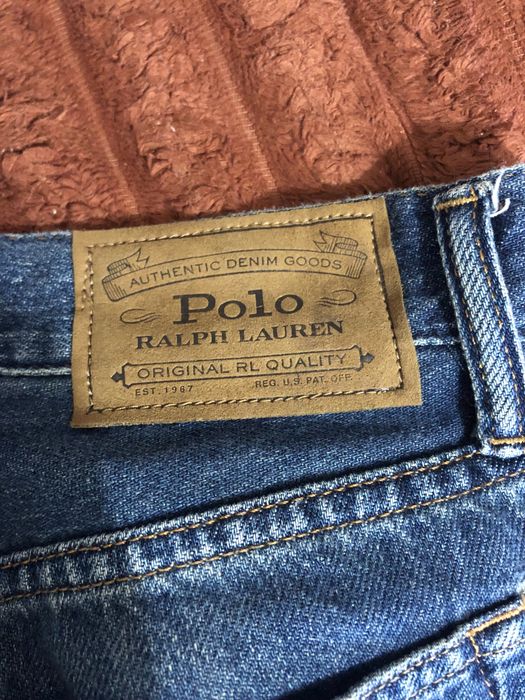 AUTHENTIC DENIM GOODS
Polo
RALPH LAUREN
ORIGINAL RL QUALITY
EST. 1967 REG. U.S. PAT. OFF.